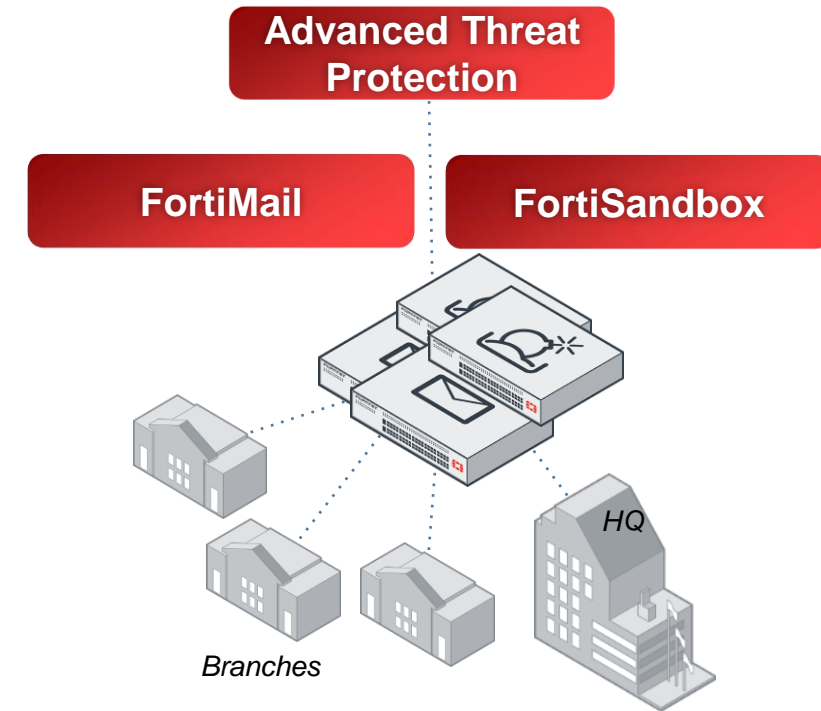 Advanced Threat
Protection
FortiMail
FortiSandbox
HQ
Branches